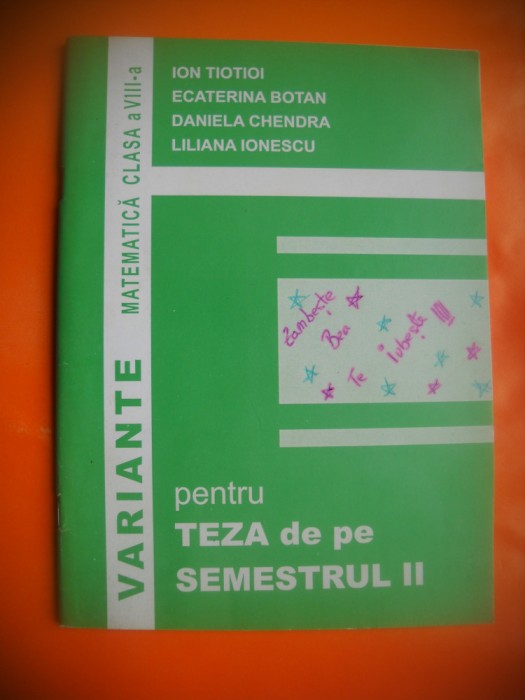 ION TIOTIOI
ECATERINA BOTAN
DANIELA CHENDRA
LILIANA IONESCU
VARIANTE MATEMATICĂ CLASA a VIII-a
Zâmbește
Bea
Te iubește !!!
pentru
TEZA de pe
SEMESTRUL II